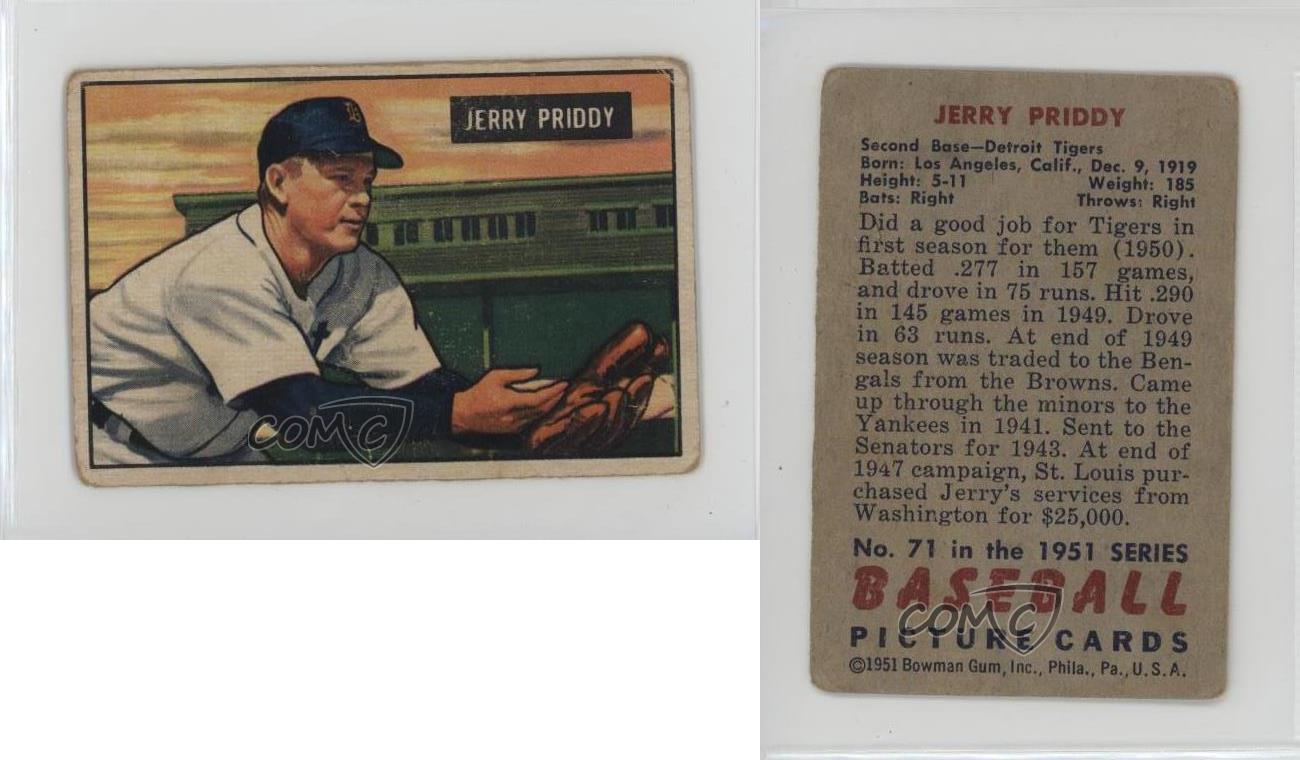 JERRY PRIDDY
COMC
JERRY PRIDDY
Second Base—Detroit Tigers
Born: Los Angeles, Calif., Dec. 9, 1919
Height: 5-11 Weight: 185
Bats: Right Throws: Right
Did a good job for Tigers in
first season for them (1950).
Batted .277 in 157 games,
and drove in 75 runs. Hit .290
in 145 games in 1949. Drove
in 63 runs. At end of 1949
season was traded to the Ben-
gals from the Browns. Came
up through the minors to the
Yankees in 1941. Sent to the
Senators for 1943. At end of
1947 campaign, St. Louis pur-
chased Jerry's services from
Washington for $25,000.
No. 71 in the 1951 SERIES
BASEBALL
COMC
PICTURE CARDS
©1951 Bowman Gum, Inc., Phila., Pa., U.S.A.